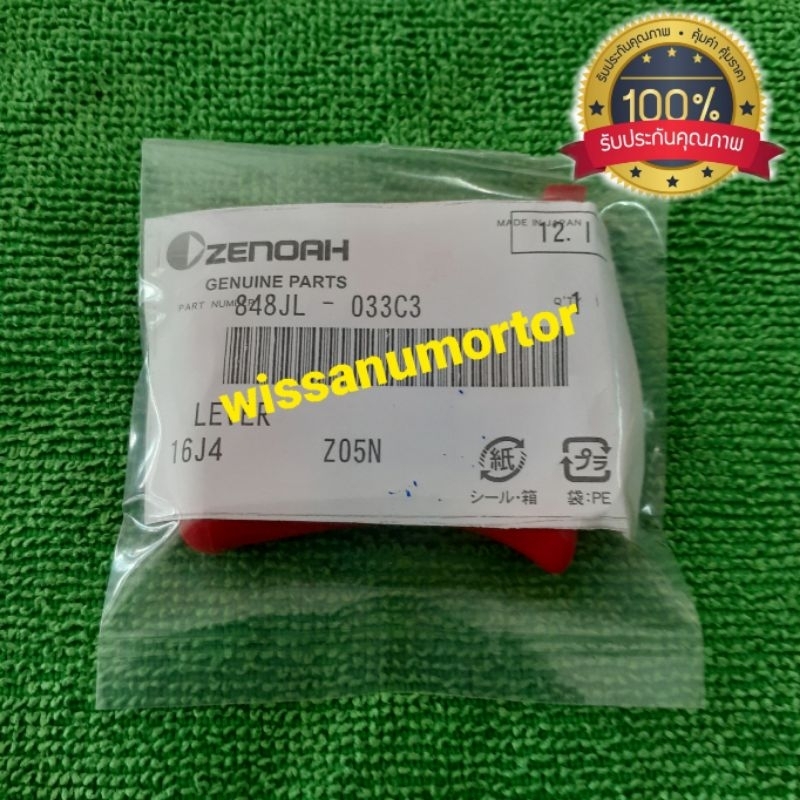 รับประกันคุณภาพ • คุ้มค่า คุ้มราคา
100%
รับประกันคุณภาพ
MADE IN JAPAN
12. 1
ZENOAH
GENUINE PARTS
PART NUMBER
848JL - 033C3
Q'TY 1
wissanumortor
LEVER
16J4 Z05N
紙
プラ
シール・箱
袋:PE